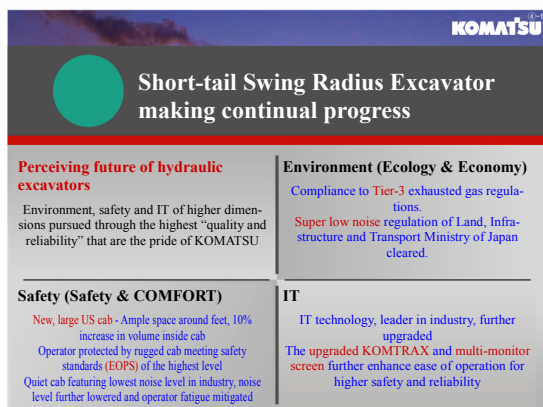 ④-1
KOMATSU
Short-tail Swing Radius Excavator
making continual progress
Perceiving future of hydraulic
excavators
Environment, safety and IT of higher dimen-
sions pursued through the highest “quality and
reliability” that are the pride of KOMATSU
Environment (Ecology & Economy)
Compliance to Tier-3 exhausted gas regula-
tions.
Super low noise regulation of Land, Infra-
structure and Transport Ministry of Japan
cleared.
Safety (Safety & COMFORT)
New, large US cab - Ample space around feet, 10%
increase in volume inside cab
Operator protected by rugged cab meeting safety
standards (EOPS) of the highest level
Quiet cab featuring lowest noise level in industry, noise
level further lowered and operator fatigue mitigated
IT
IT technology, leader in industry, further
upgraded
The upgraded KOMTRAX and multi-monitor
screen further enhance ease of operation for
higher safety and reliability